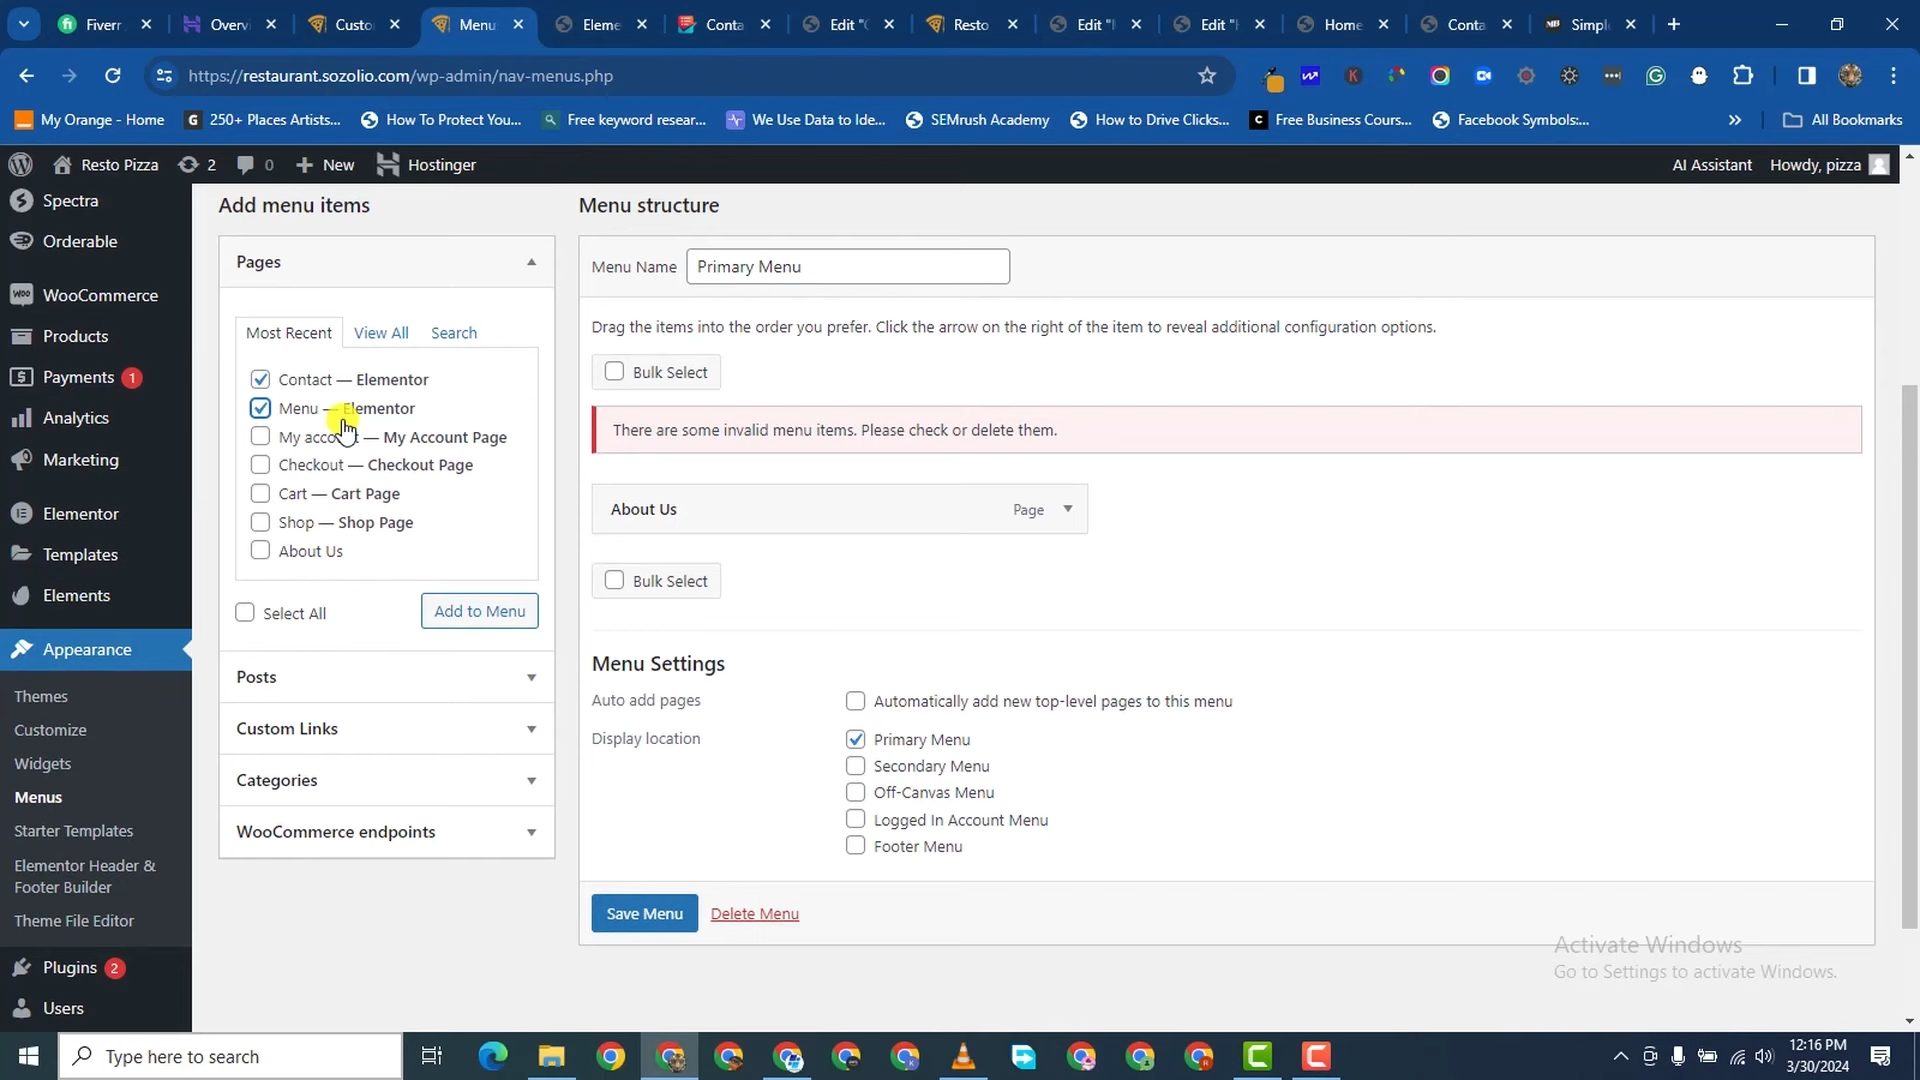 Fiverr
Overv
Custo
Menu
Eleme
Conta
Edit "C
Resto
Edit "I
Edit "H
Home
Conta
Simpl
https://restaurant.sozolio.com/wp-admin/nav-menus.php
My Orange - Home
250+ Places Artists...
How To Protect You...
Free keyword resear...
We Use Data to Ide...
SEMrush Academy
How to Drive Clicks...
Free Business Cours...
Facebook Symbols:...
All Bookmarks
Resto Pizza
2
0
New
Hostinger
AI Assistant
Howdy, pizza
Spectra
Orderable
WooCommerce
Products
Payments 1
Analytics
Marketing
Elementor
Templates
Elements
Appearance
Themes
Customize
Widgets
Menus
Starter Templates
Elementor Header &
Footer Builder
Theme File Editor
Plugins 2
Users
Add menu items
Pages
Most Recent
View All
Search
Contact — Elementor
Menu — Elementor
My account — My Account Page
Checkout — Checkout Page
Cart — Cart Page
Shop — Shop Page
About Us
Select All
Add to Menu
Posts
Custom Links
Categories
WooCommerce endpoints
Menu structure
Menu Name
Primary Menu
Drag the items into the order you prefer. Click the arrow on the right of the item to reveal additional configuration options.
Bulk Select
There are some invalid menu items. Please check or delete them.
About Us
Page
Bulk Select
Menu Settings
Auto add pages
Automatically add new top-level pages to this menu
Display location
Primary Menu
Secondary Menu
Off-Canvas Menu
Logged In Account Menu
Footer Menu
Save Menu
Delete Menu
Activate Windows
Go to Settings to activate Windows.
Type here to search
12:16 PM
3/30/2024